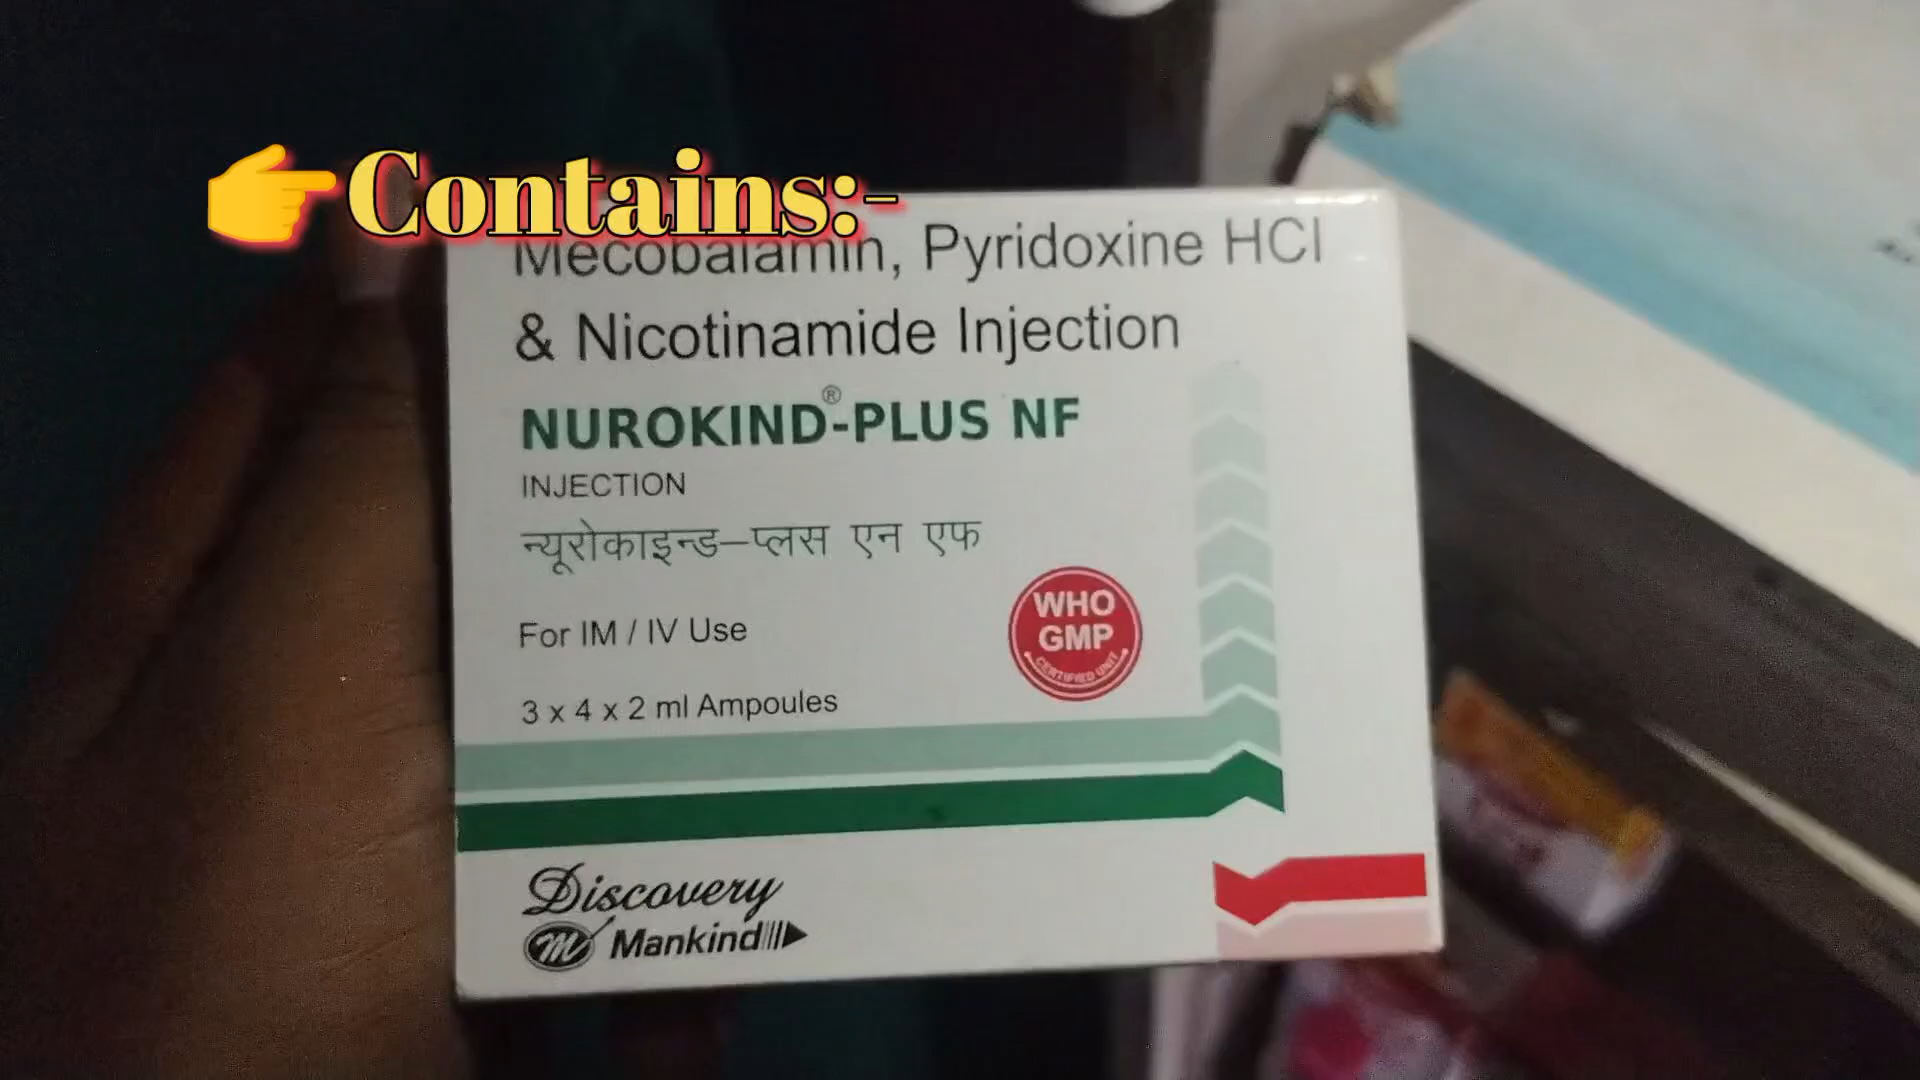 👉Contains:-
Mecobalamin, Pyridoxine HCl
& Nicotinamide Injection
NUROKIND®-PLUS NF
INJECTION
न्यूरोकाइन्ड–प्लस एन एफ
For IM / IV Use
WHO
GMP
CERTIFIED UNIT
3 x 4 x 2 ml Ampoules
Discovery
M Mankind